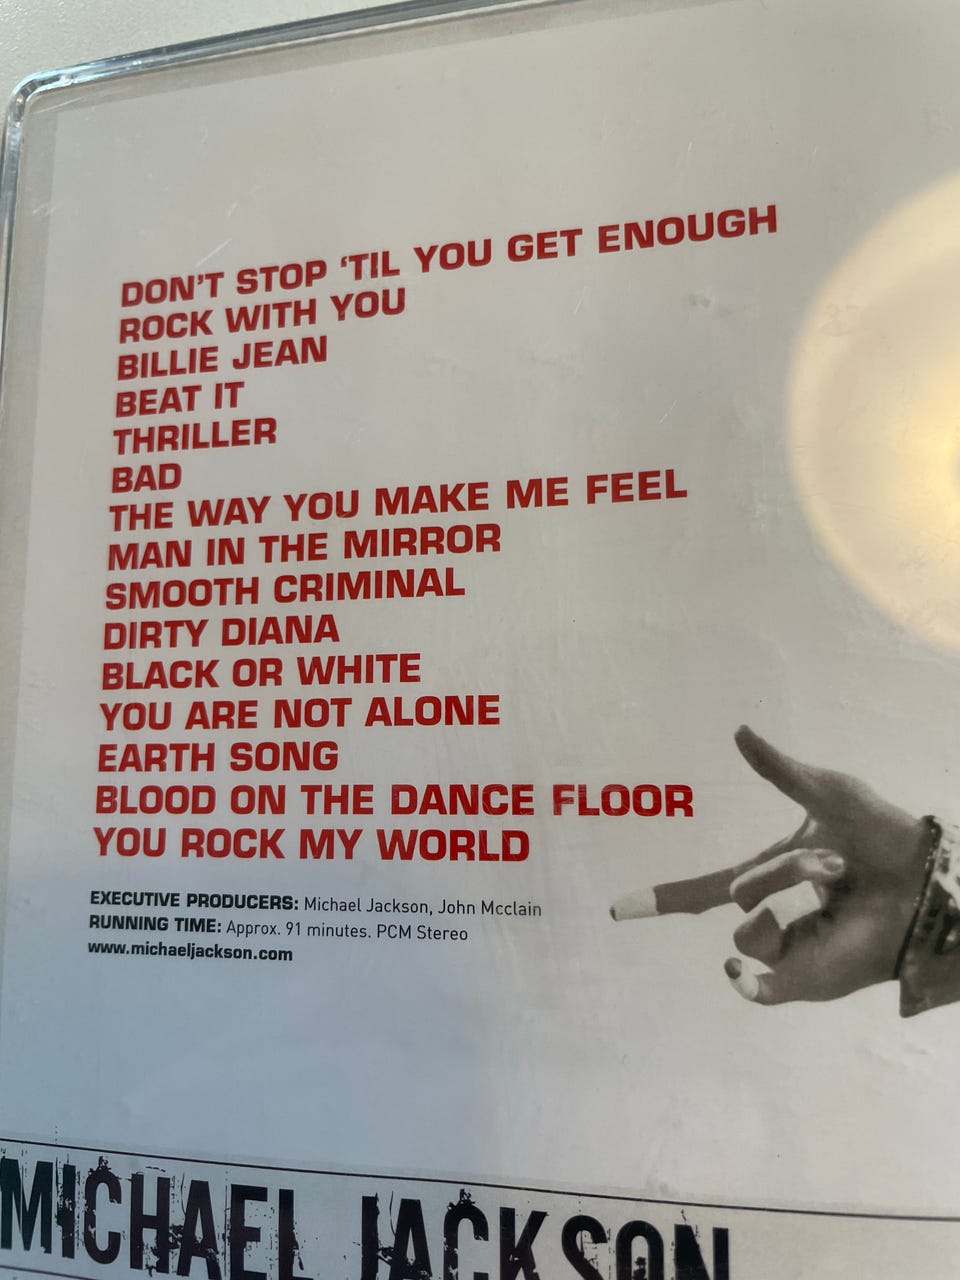 DON'T STOP ‘TIL YOU GET ENOUGH
ROCK WITH YOU
BILLIE JEAN
BEAT IT
THRILLER
BAD
THE WAY YOU MAKE ME FEEL
MAN IN THE MIRROR
SMOOTH CRIMINAL
DIRTY DIANA
BLACK OR WHITE
YOU ARE NOT ALONE
EARTH SONG
BLOOD ON THE DANCE FLOOR
YOU ROCK MY WORLD
EXECUTIVE PRODUCERS: Michael Jackson, John Mcclain
RUNNING TIME: Approx. 91 minutes. PCM Stereo
www.michaeljackson.com
MICHAEL JACKSON